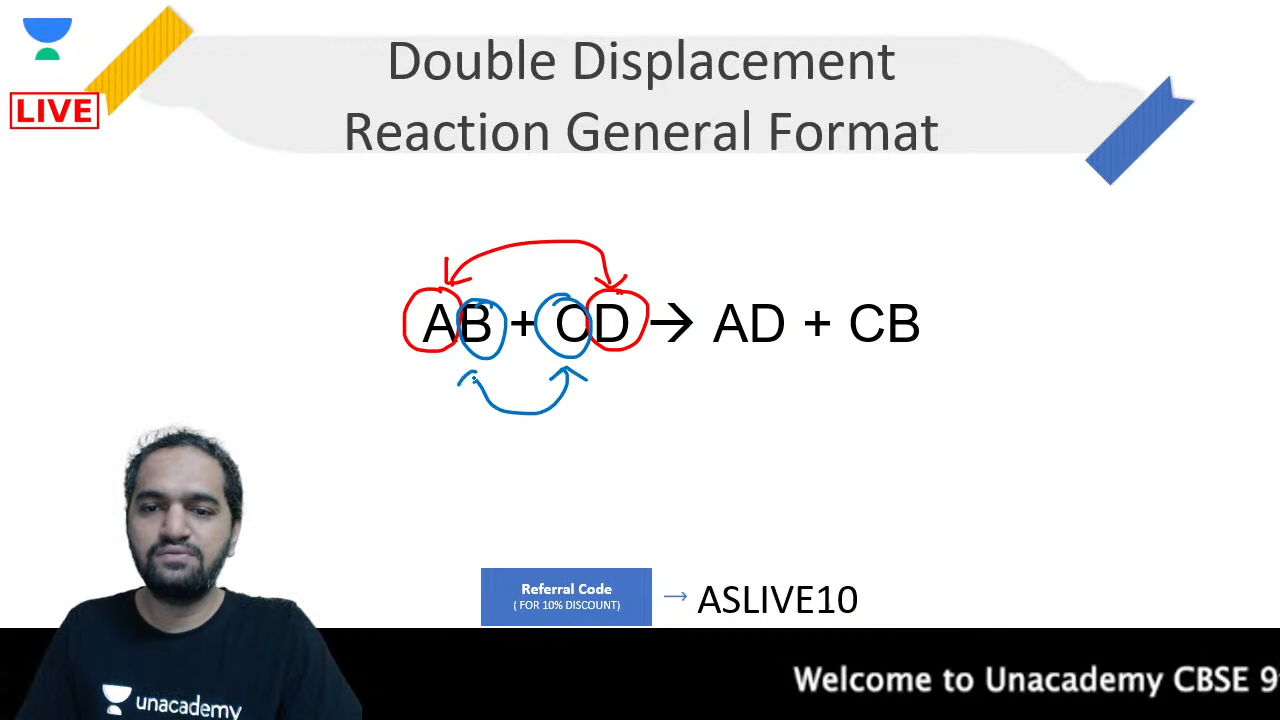 LIVE
Double Displacement
Reaction General Format
AB + CD → AD + CB
Referral Code
( FOR 10% DISCOUNT)
→ ASLIVE10
unacademy
Welcome to Unacademy CBSE 9